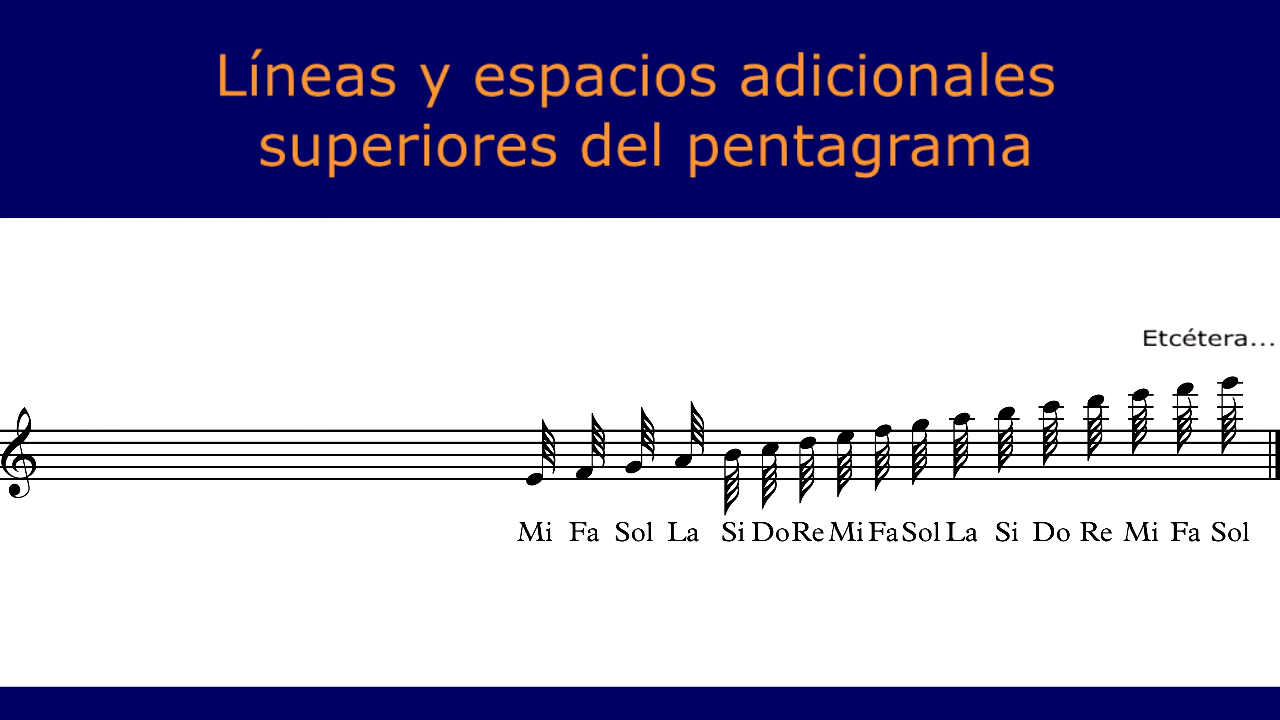 Líneas y espacios adicionales
superiores del pentagrama
Etcétera...
Mi Fa Sol La Si Do Re Mi Fa Sol La Si Do Re Mi Fa Sol